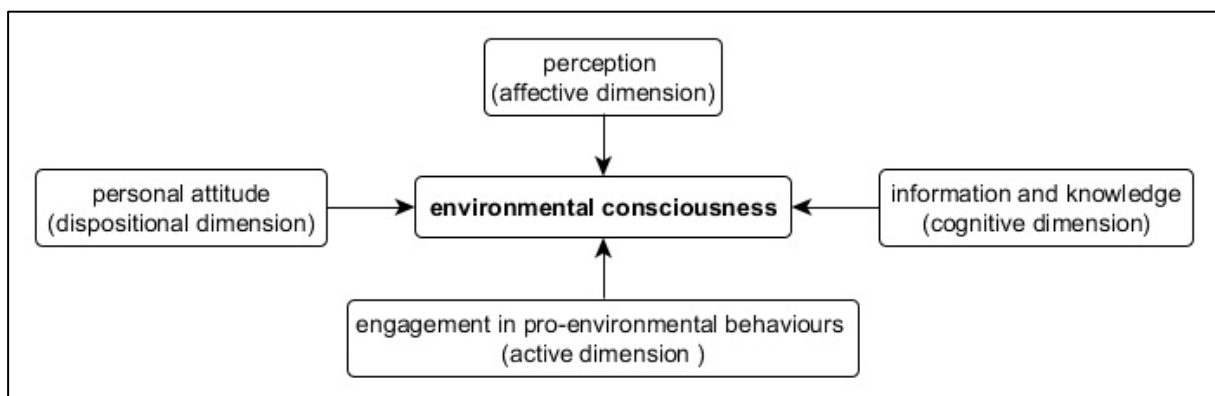 perception
(affective dimension)
personal attitude
(dispositional dimension)
environmental consciousness
information and knowledge
(cognitive dimension)
engagement in pro-environmental behaviours
(active dimension )